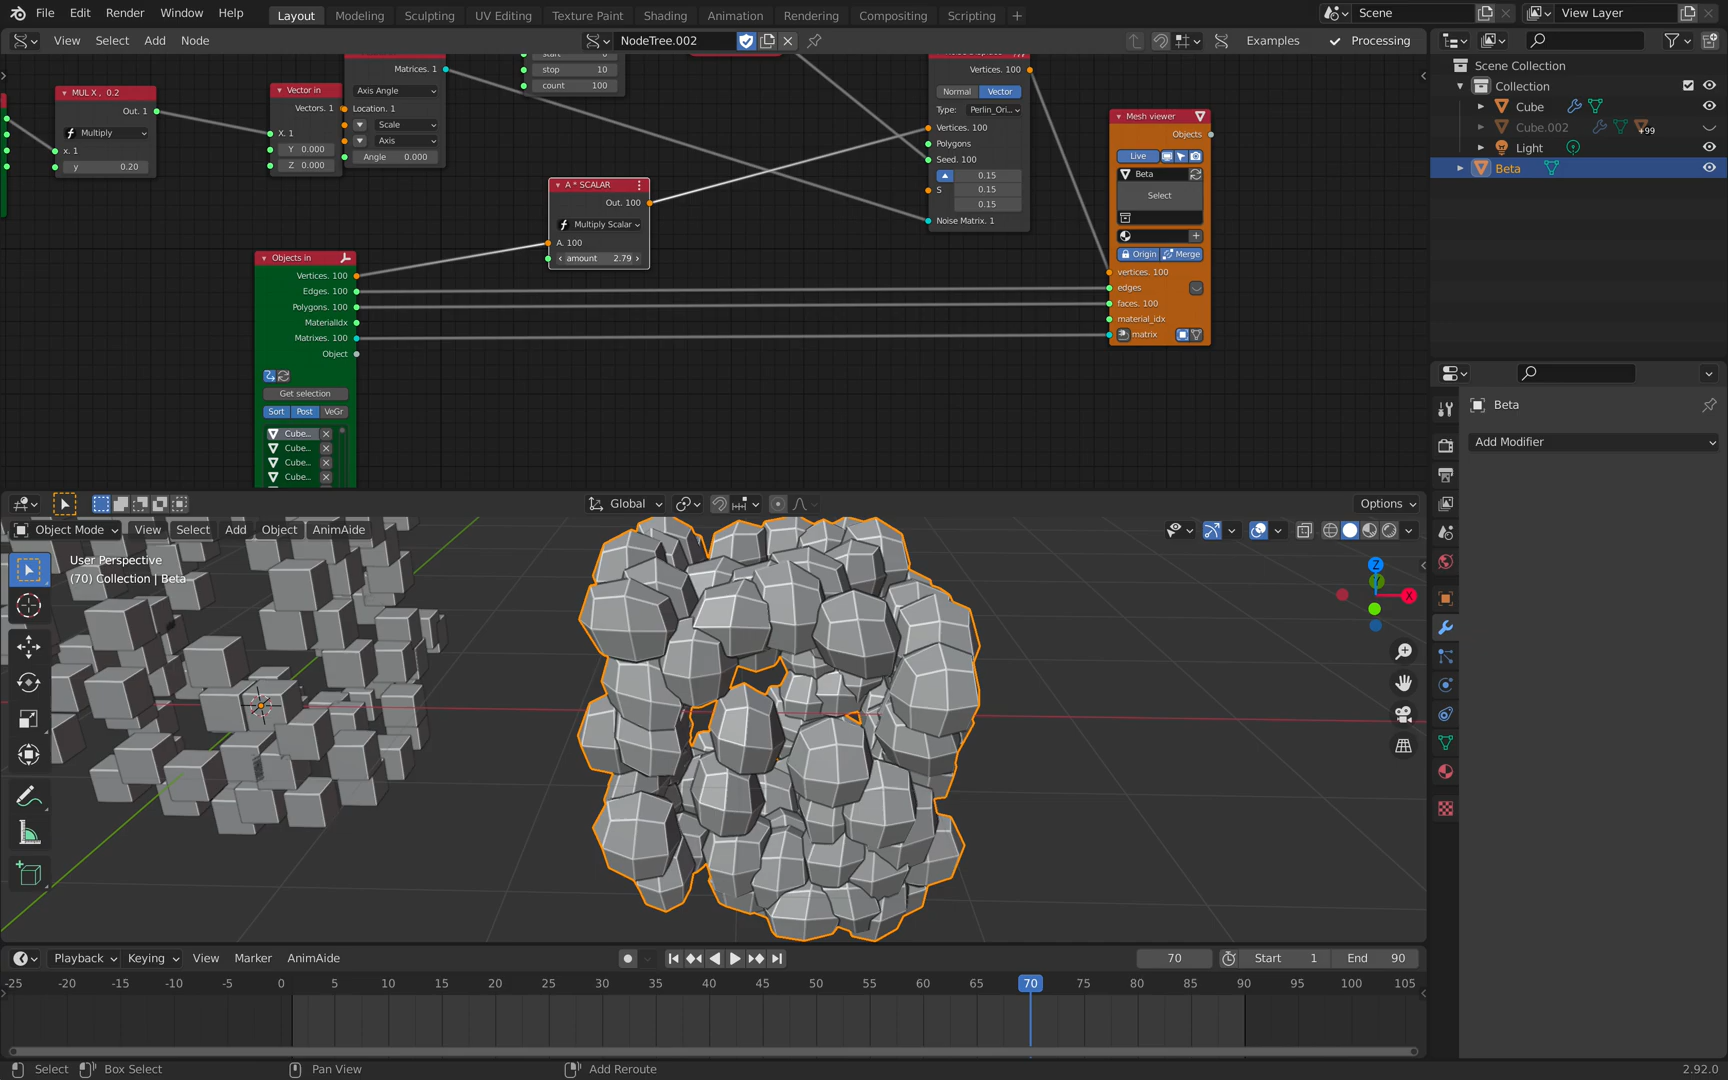 File Edit Render Window Help Layout Modeling Sculpting UV Editing Texture Paint Shading Animation Rendering Compositing Scripting + Scene View Layer
View Select Add Node NodeTree.002 Examples Processing
MUL X , 0.2
Out. 1
Multiply
x. 1
y 0.20
Vector in
Vectors. 1
X. 1
Y 0.000
Z 0.000
Matrices. 1
Axis Angle
Location. 1
Scale
Axis
Angle 0.000
stop 10
count 100
A * SCALAR
Out. 100
Multiply Scalar
A. 100
amount 2.79
Vertices. 100
Normal Vector
Type: Perlin_Ori...
Vertices. 100
Polygons
Seed. 100
0.15
S 0.15
0.15
Noise Matrix. 1
Mesh viewer
Objects
Live
Beta
Select
Origin Merge
vertices. 100
edges
faces. 100
material_idx
matrix
Objects in
Vertices. 100
Edges. 100
Polygons. 100
MaterialIdx
Matrixes. 100
Object
Get selection
Sort Post VeGr
Cube...
Cube...
Cube...
Cube...
Scene Collection
Collection
Cube
Cube.002 +99
Light
Beta
Beta
Add Modifier
Global Options
Object Mode View Select Add Object AnimAide
User Perspective
(70) Collection | Beta
Z
Y
X
Playback Keying View Marker AnimAide 70 Start 1 End 90
-25 -20 -15 -10 -5 0 5 10 15 20 25 30 35 40 45 50 55 60 65 70 75 80 85 90 95 100 105
Select Box Select Pan View Add Reroute 2.92.0